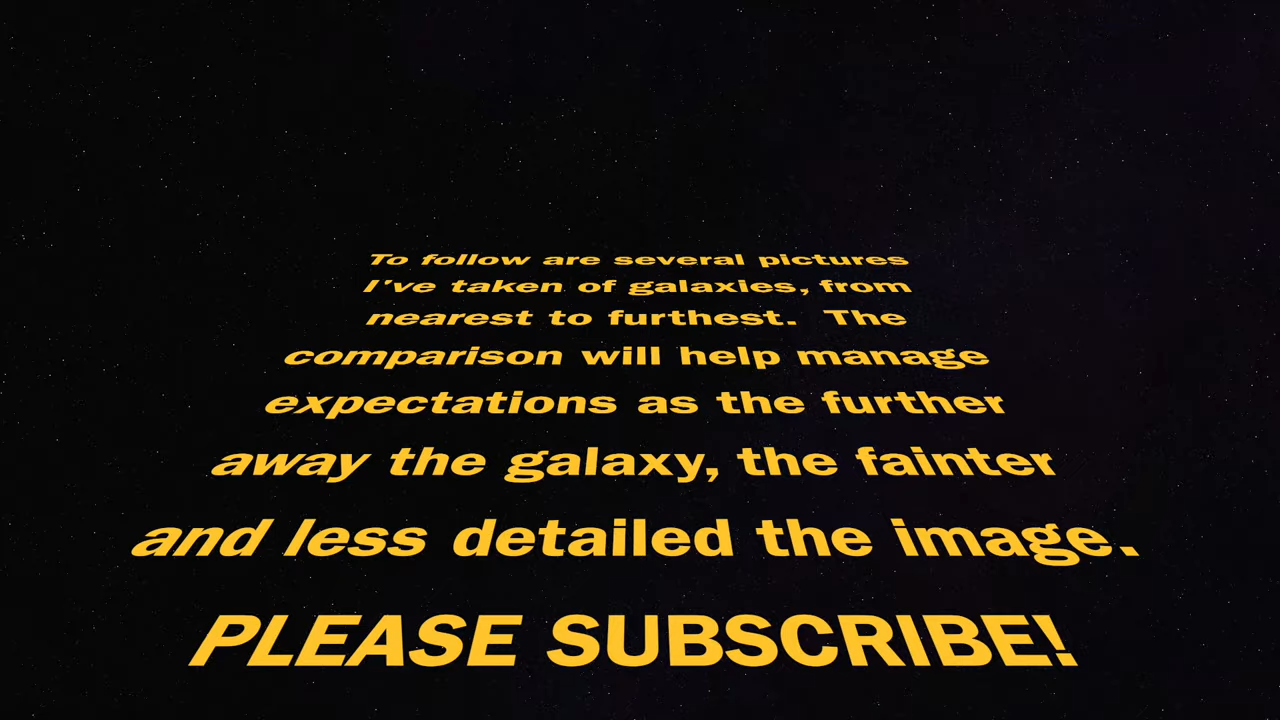 To follow are several pictures
I've taken of galaxies, from
nearest to furthest.  The
comparison will help manage
expectations as the further
away the galaxy, the fainter
and less detailed the image.
PLEASE SUBSCRIBE!